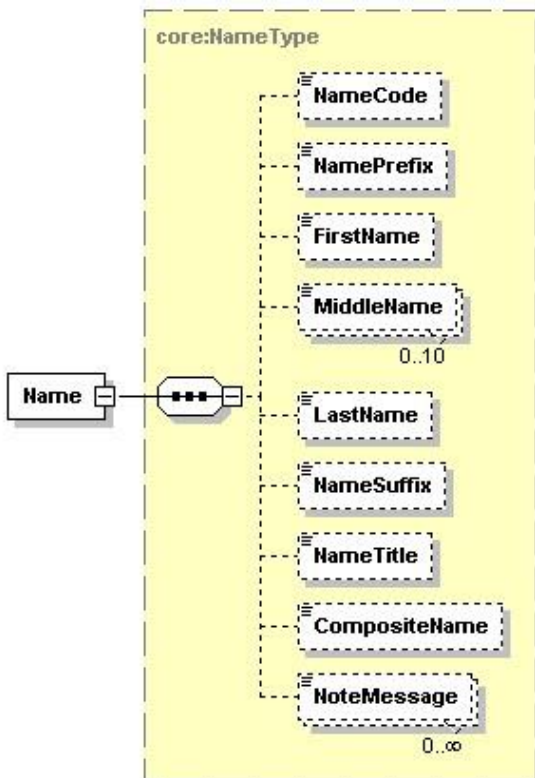 core:NameType
NameCode
NamePrefix
FirstName
MiddleName
0..10
Name
LastName
NameSuffix
NameTitle
CompositeName
NoteMessage
0..∞